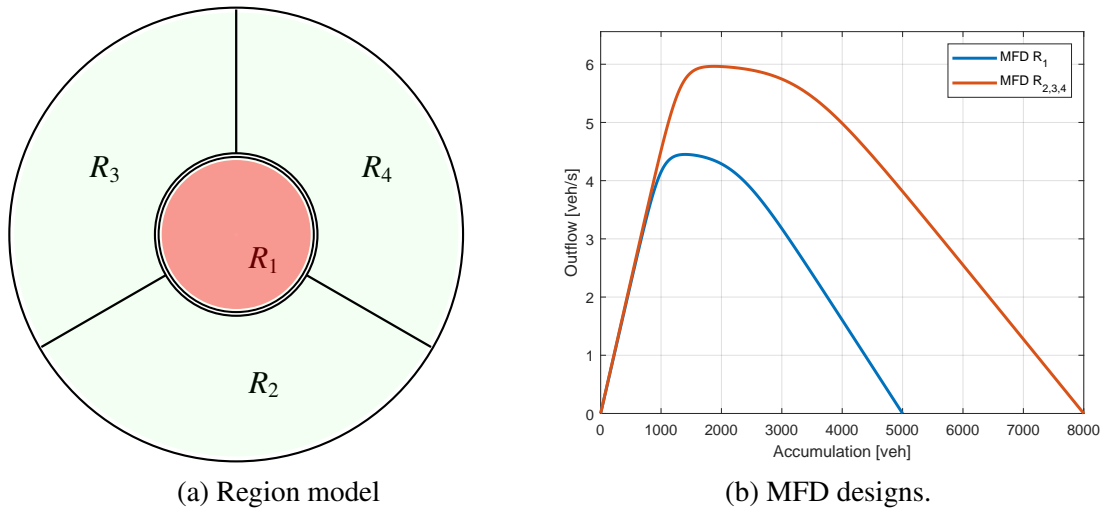 R3
R4
R1
R2
(a) Region model
MFD R1
MFD R2,3,4
Outflow [veh/s]
6
5
4
3
2
1
0
0 1000 2000 3000 4000 5000 6000 7000 8000
Accumulation [veh]
(b) MFD designs.